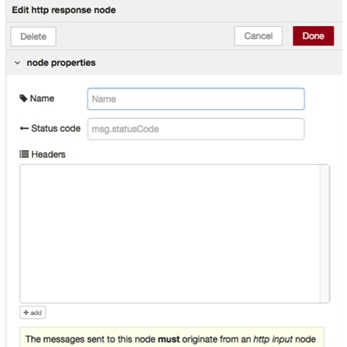 Edit http response node
Delete Cancel Done
node properties
Name Name
Status code msg.statusCode
Headers
+ add
The messages sent to this node must originate from an http input node